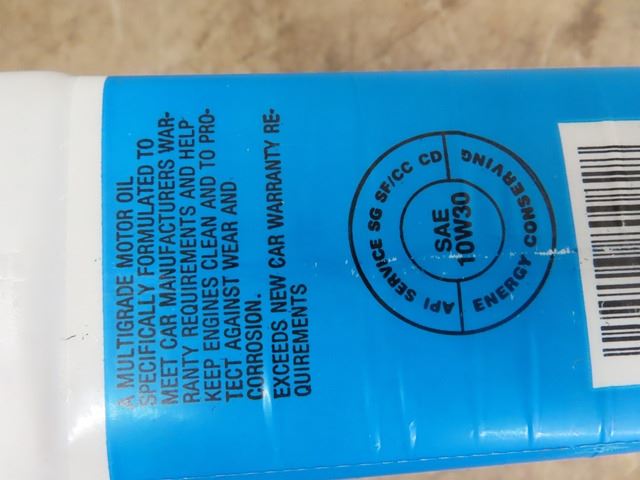 A MULTIGRADE MOTOR OIL
SPECIFICALLY FORMULATED TO
MEET CAR MANUFACTURERS WAR-
RANTY REQUIREMENTS AND HELP
KEEP ENGINES CLEAN AND TO PRO-
TECT AGAINST WEAR AND
CORROSION.
EXCEEDS NEW CAR WARRANTY RE-
QUIREMENTS
API SERVICE SG SF/CC CD
SAE
10W30
ENERGY CONSERVING